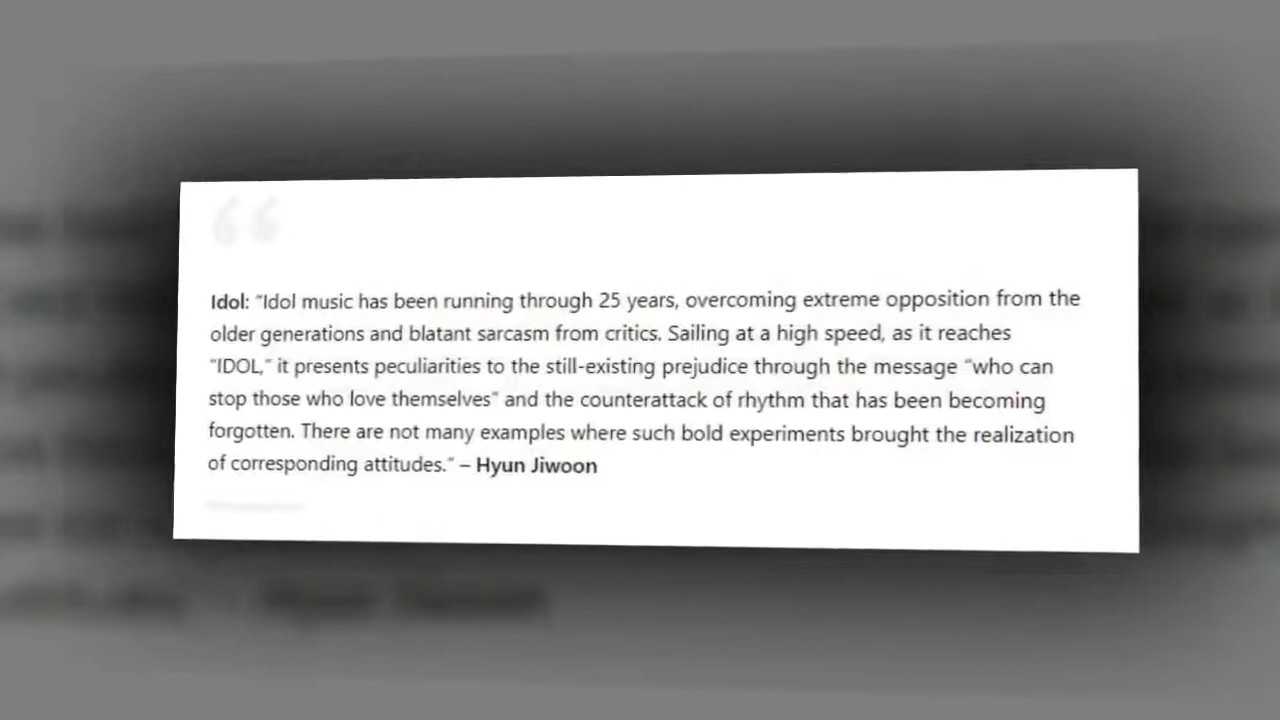 Idol: “Idol music has been running through 25 years, overcoming extreme opposition from the
older generations and blatant sarcasm from critics. Sailing at a high speed, as it reaches
“IDOL,” it presents peculiarities to the still-existing prejudice through the message “who can
stop those who love themselves” and the counterattack of rhythm that has been becoming
forgotten. There are not many examples where such bold experiments brought the realization
of corresponding attitudes.” – Hyun Jiwoon